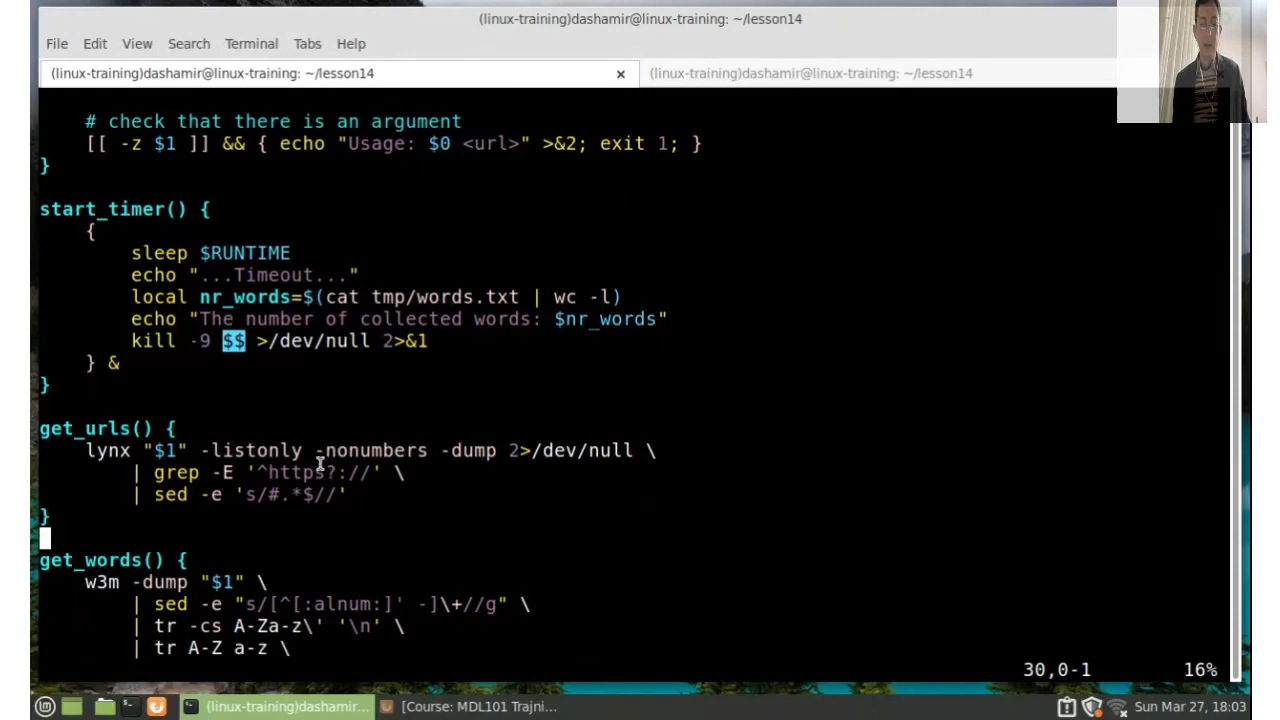 (linux-training)dashamir@linux-training: ~/lesson14
File Edit View Search Terminal Tabs Help
(linux-training)dashamir@linux-training: ~/lesson14 × (linux-training)dashamir@linux-training: ~/lesson14 ×
    # check that there is an argument
    [[ -z $1 ]] && { echo "Usage: $0 <url>" >&2; exit 1; }
}
start_timer() {
    {
        sleep $RUNTIME
        echo "...Timeout..."
        local nr_words=$(cat tmp/words.txt | wc -l)
        echo "The number of collected words: $nr_words"
        kill -9 $$ >/dev/null 2>&1
    } &
}
get_urls() {
    lynx "$1" -listonly -nonumbers -dump 2>/dev/null \
        | grep -E '^https?://' \
        | sed -e 's/#.*$//'
}
get_words() {
    w3m -dump "$1" \
        | sed -e "s/[^[:alnum:]' -]\+//g" \
        | tr -cs A-Za-z\' '\n' \
        | tr A-Z a-z \
30,0-1 16%
(linux-training)dashamir... [Course: MDL101 Trajni... Sun Mar 27, 18:03